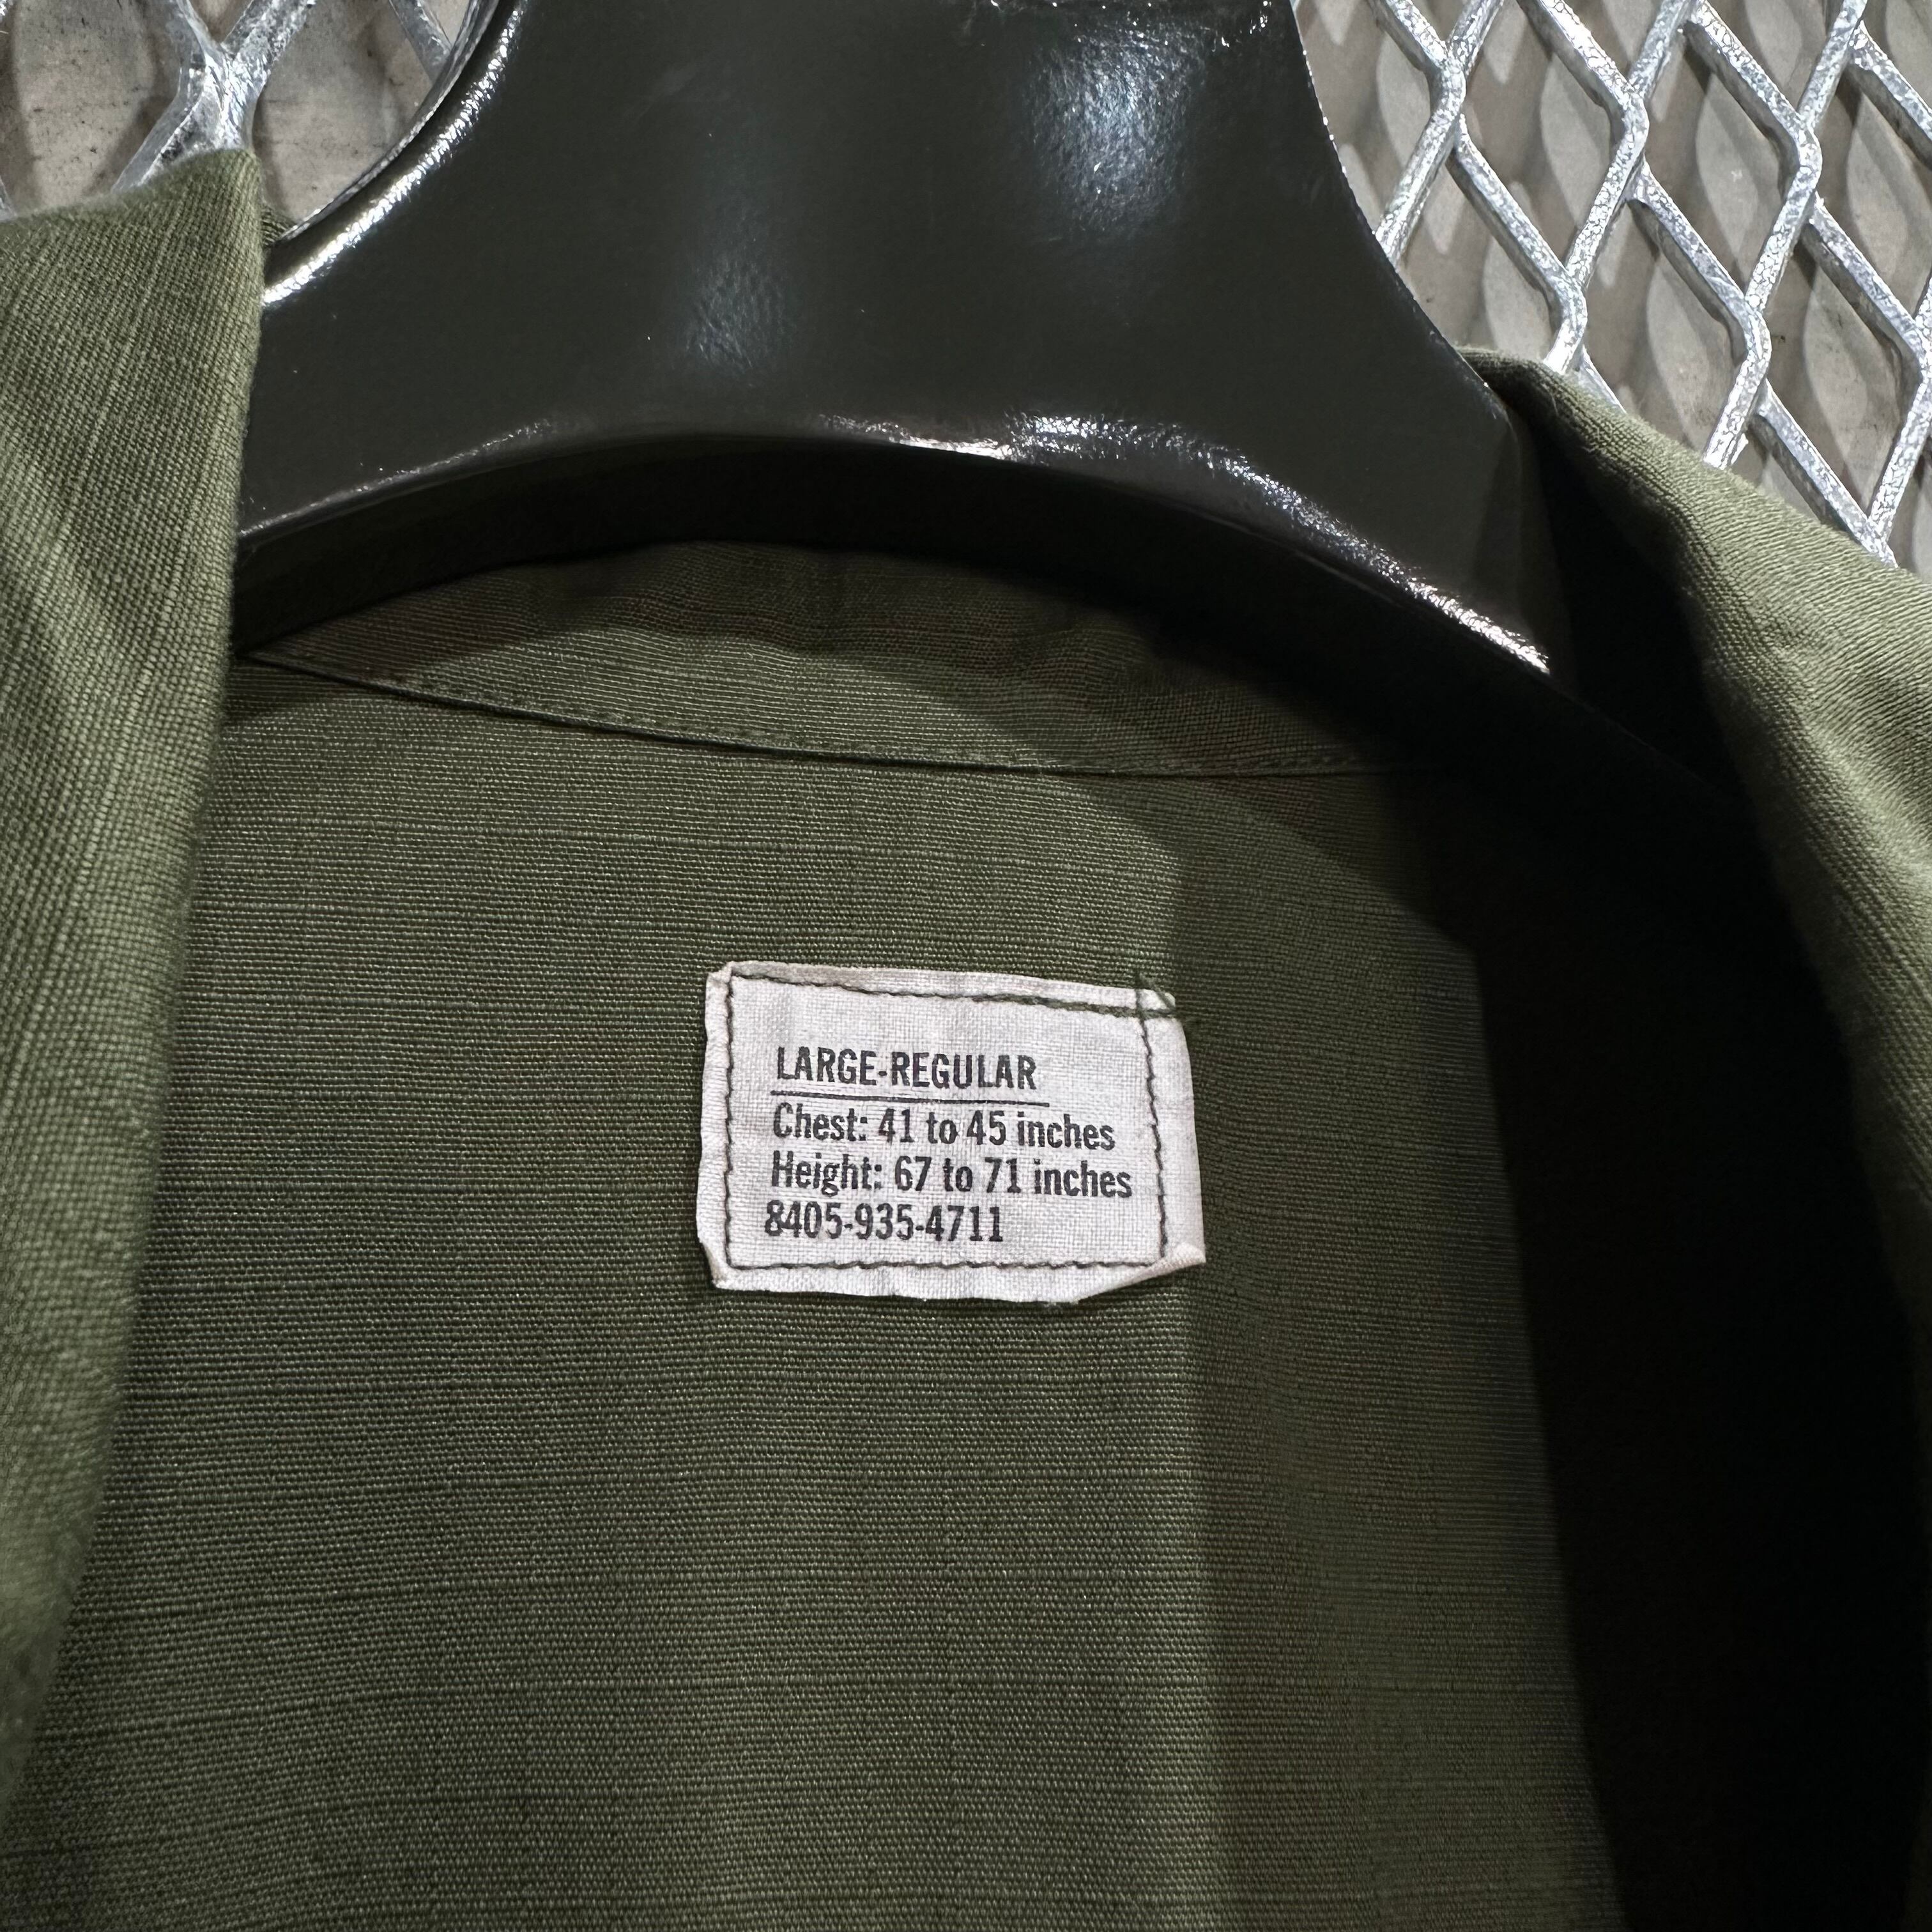 LARGE-REGULAR
Chest: 41 to 45 inches
Height: 67 to 71 inches
8405-935-4711